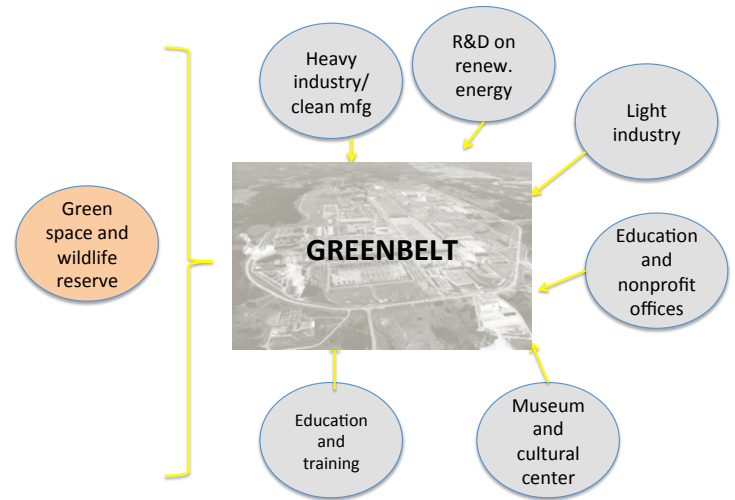 Heavy
industry/
clean mfg
R&D on
renew.
energy
Light
industry
Green
space and
wildlife
reserve
GREENBELT
Education
and
nonprofit
offices
Education
and
training
Museum
and
cultural
center